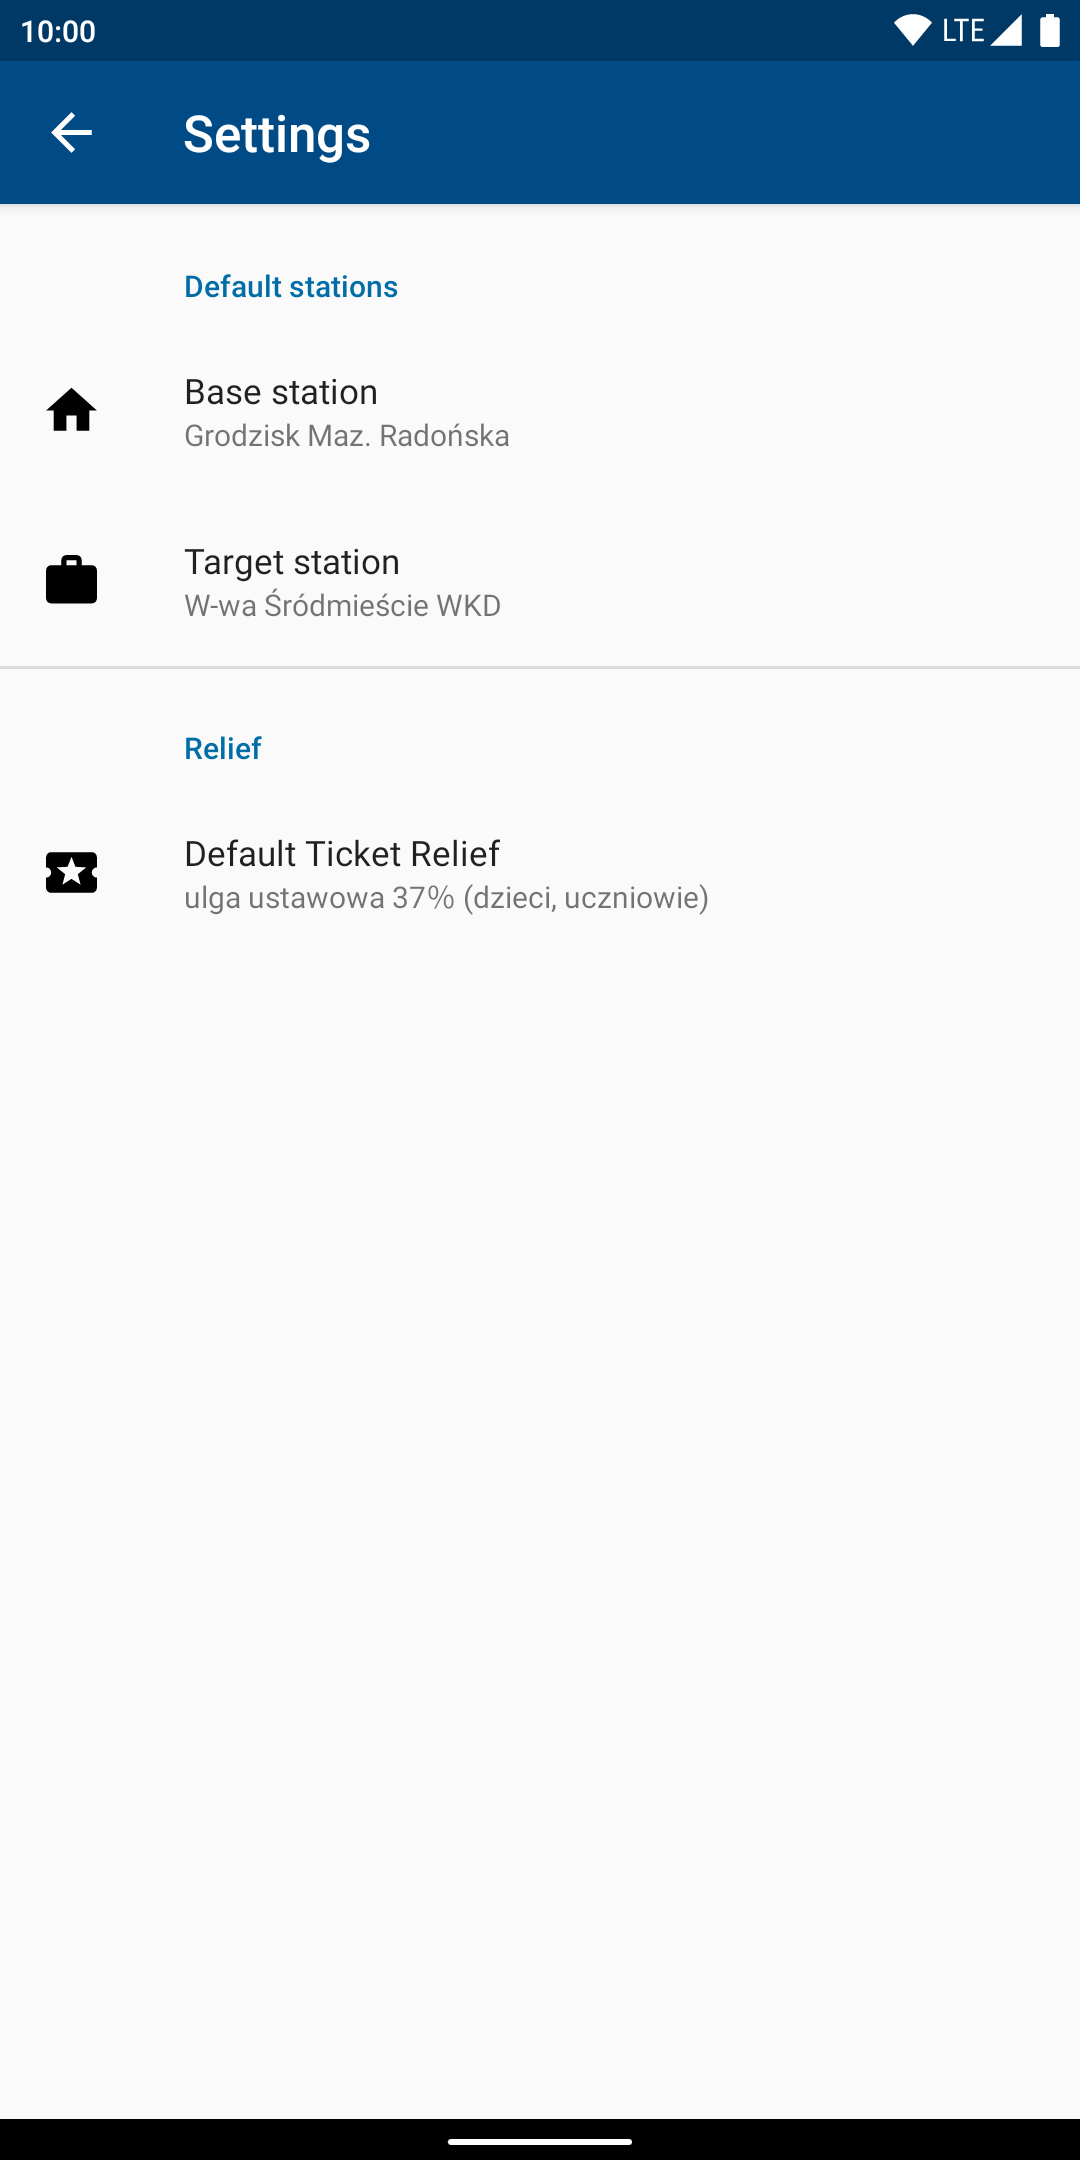 10:00
LTE
Settings
Default stations
Base station
Grodzisk Maz. Radońska
Target station
W-wa Śródmieście WKD
Relief
Default Ticket Relief
ulga ustawowa 37% (dzieci, uczniowie)